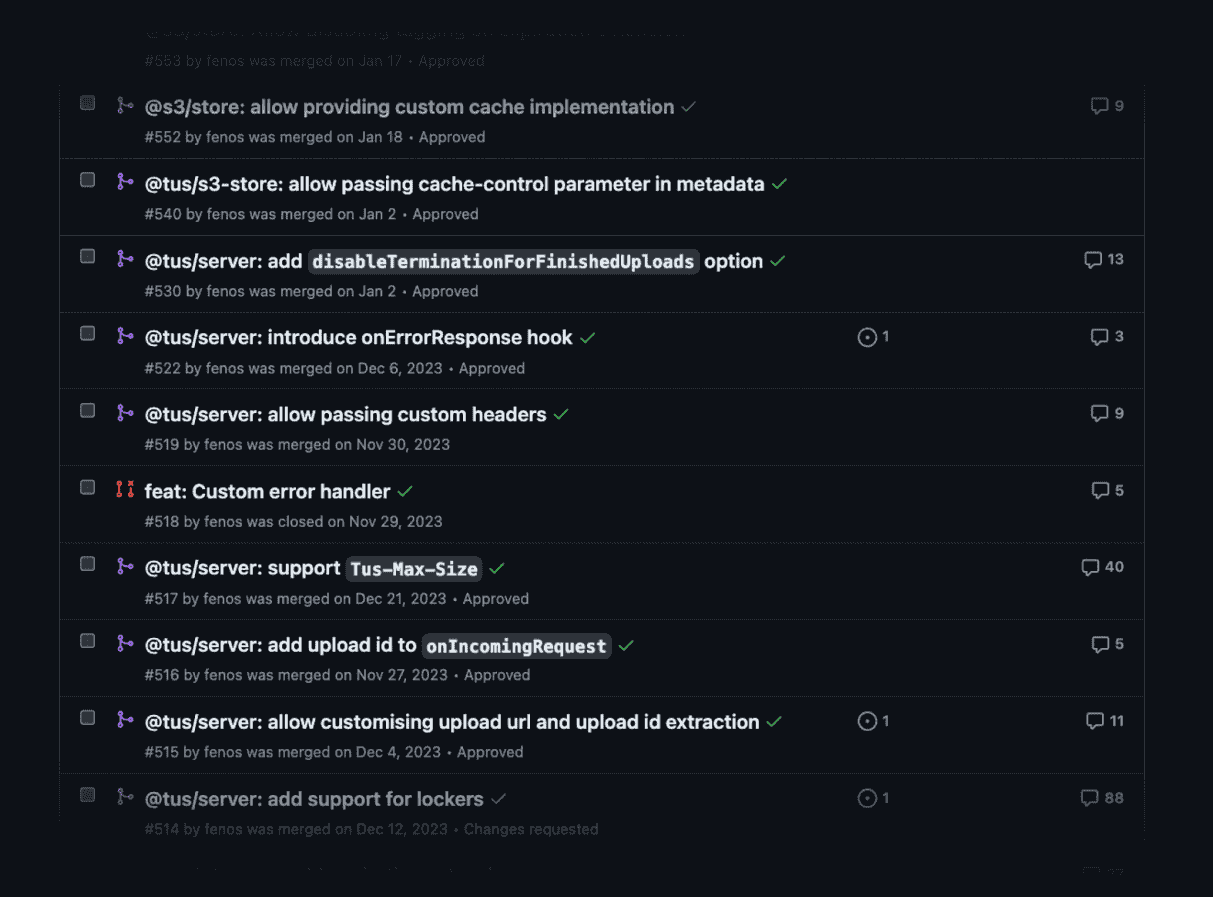 #553 by fenos was merged on Jan 17 • Approved
@s3/store: allow providing custom cache implementation 9
#552 by fenos was merged on Jan 18 • Approved
@tus/s3-store: allow passing cache-control parameter in metadata
#540 by fenos was merged on Jan 2 • Approved
@tus/server: add disableTerminationForFinishedUploads option 13
#530 by fenos was merged on Jan 2 • Approved
@tus/server: introduce onErrorResponse hook 1 3
#522 by fenos was merged on Dec 6, 2023 • Approved
@tus/server: allow passing custom headers 9
#519 by fenos was merged on Nov 30, 2023
feat: Custom error handler 5
#518 by fenos was closed on Nov 29, 2023
@tus/server: support Tus-Max-Size 40
#517 by fenos was merged on Dec 21, 2023 • Approved
@tus/server: add upload id to onIncomingRequest 5
#516 by fenos was merged on Nov 27, 2023 • Approved
@tus/server: allow customising upload url and upload id extraction 1 11
#515 by fenos was merged on Dec 4, 2023 • Approved
@tus/server: add support for lockers 1 88
#514 by fenos was merged on Dec 12, 2023 • Changes requested